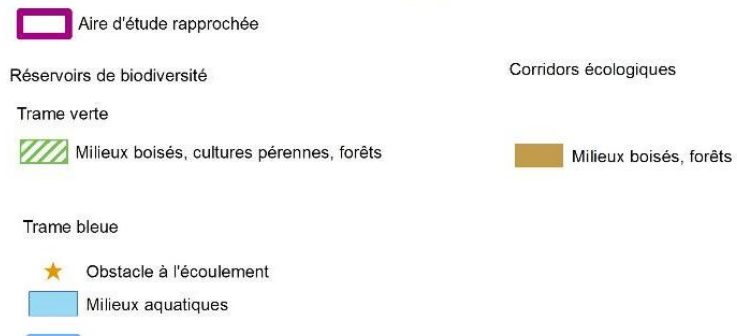 Aire d'étude rapprochée
Réservoirs de biodiversité
Corridors écologiques
Trame verte
Milieux boisés, cultures pérennes, forêts
Milieux boisés, forêts
Trame bleue
Obstacle à l'écoulement
Milieux aquatiques